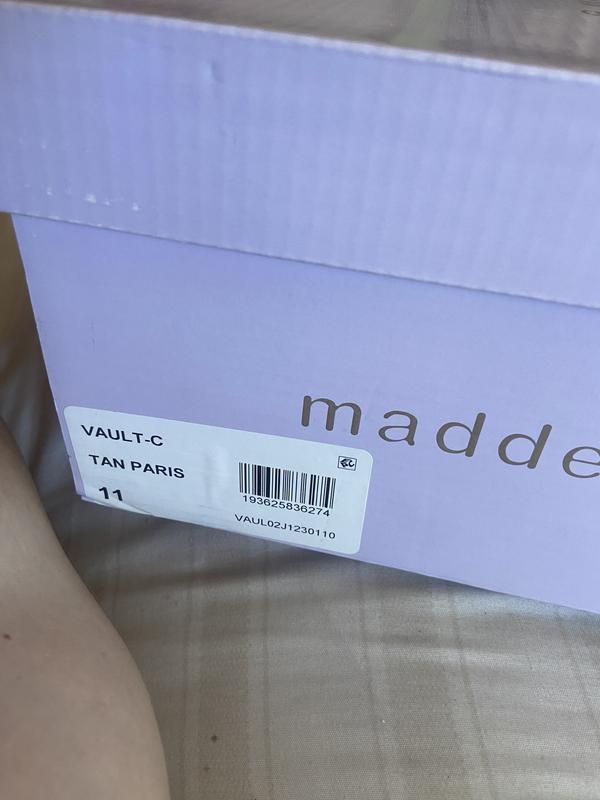 madde
VAULT-C
TAN PARIS
11
193625836274
VAUL02J1230110